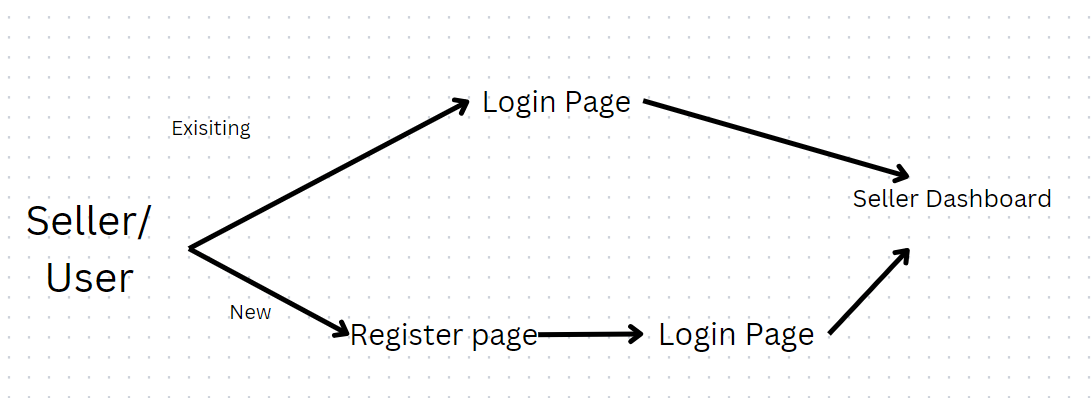 Login Page
Exisiting
Seller Dashboard
Seller/
User
New
Register page
Login Page